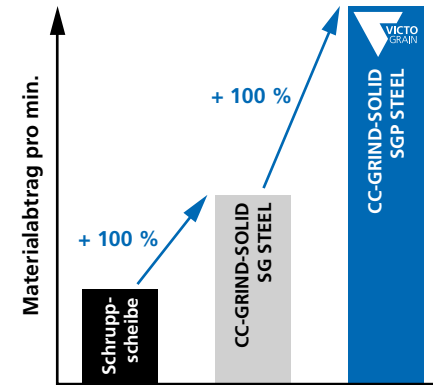 Materialabtrag pro min.
+ 100 %
+ 100 %
Schrupp-
scheibe
CC-GRIND-SOLID
SG STEEL
VICTO
GRAIN
CC-GRIND-SOLID
SGP STEEL